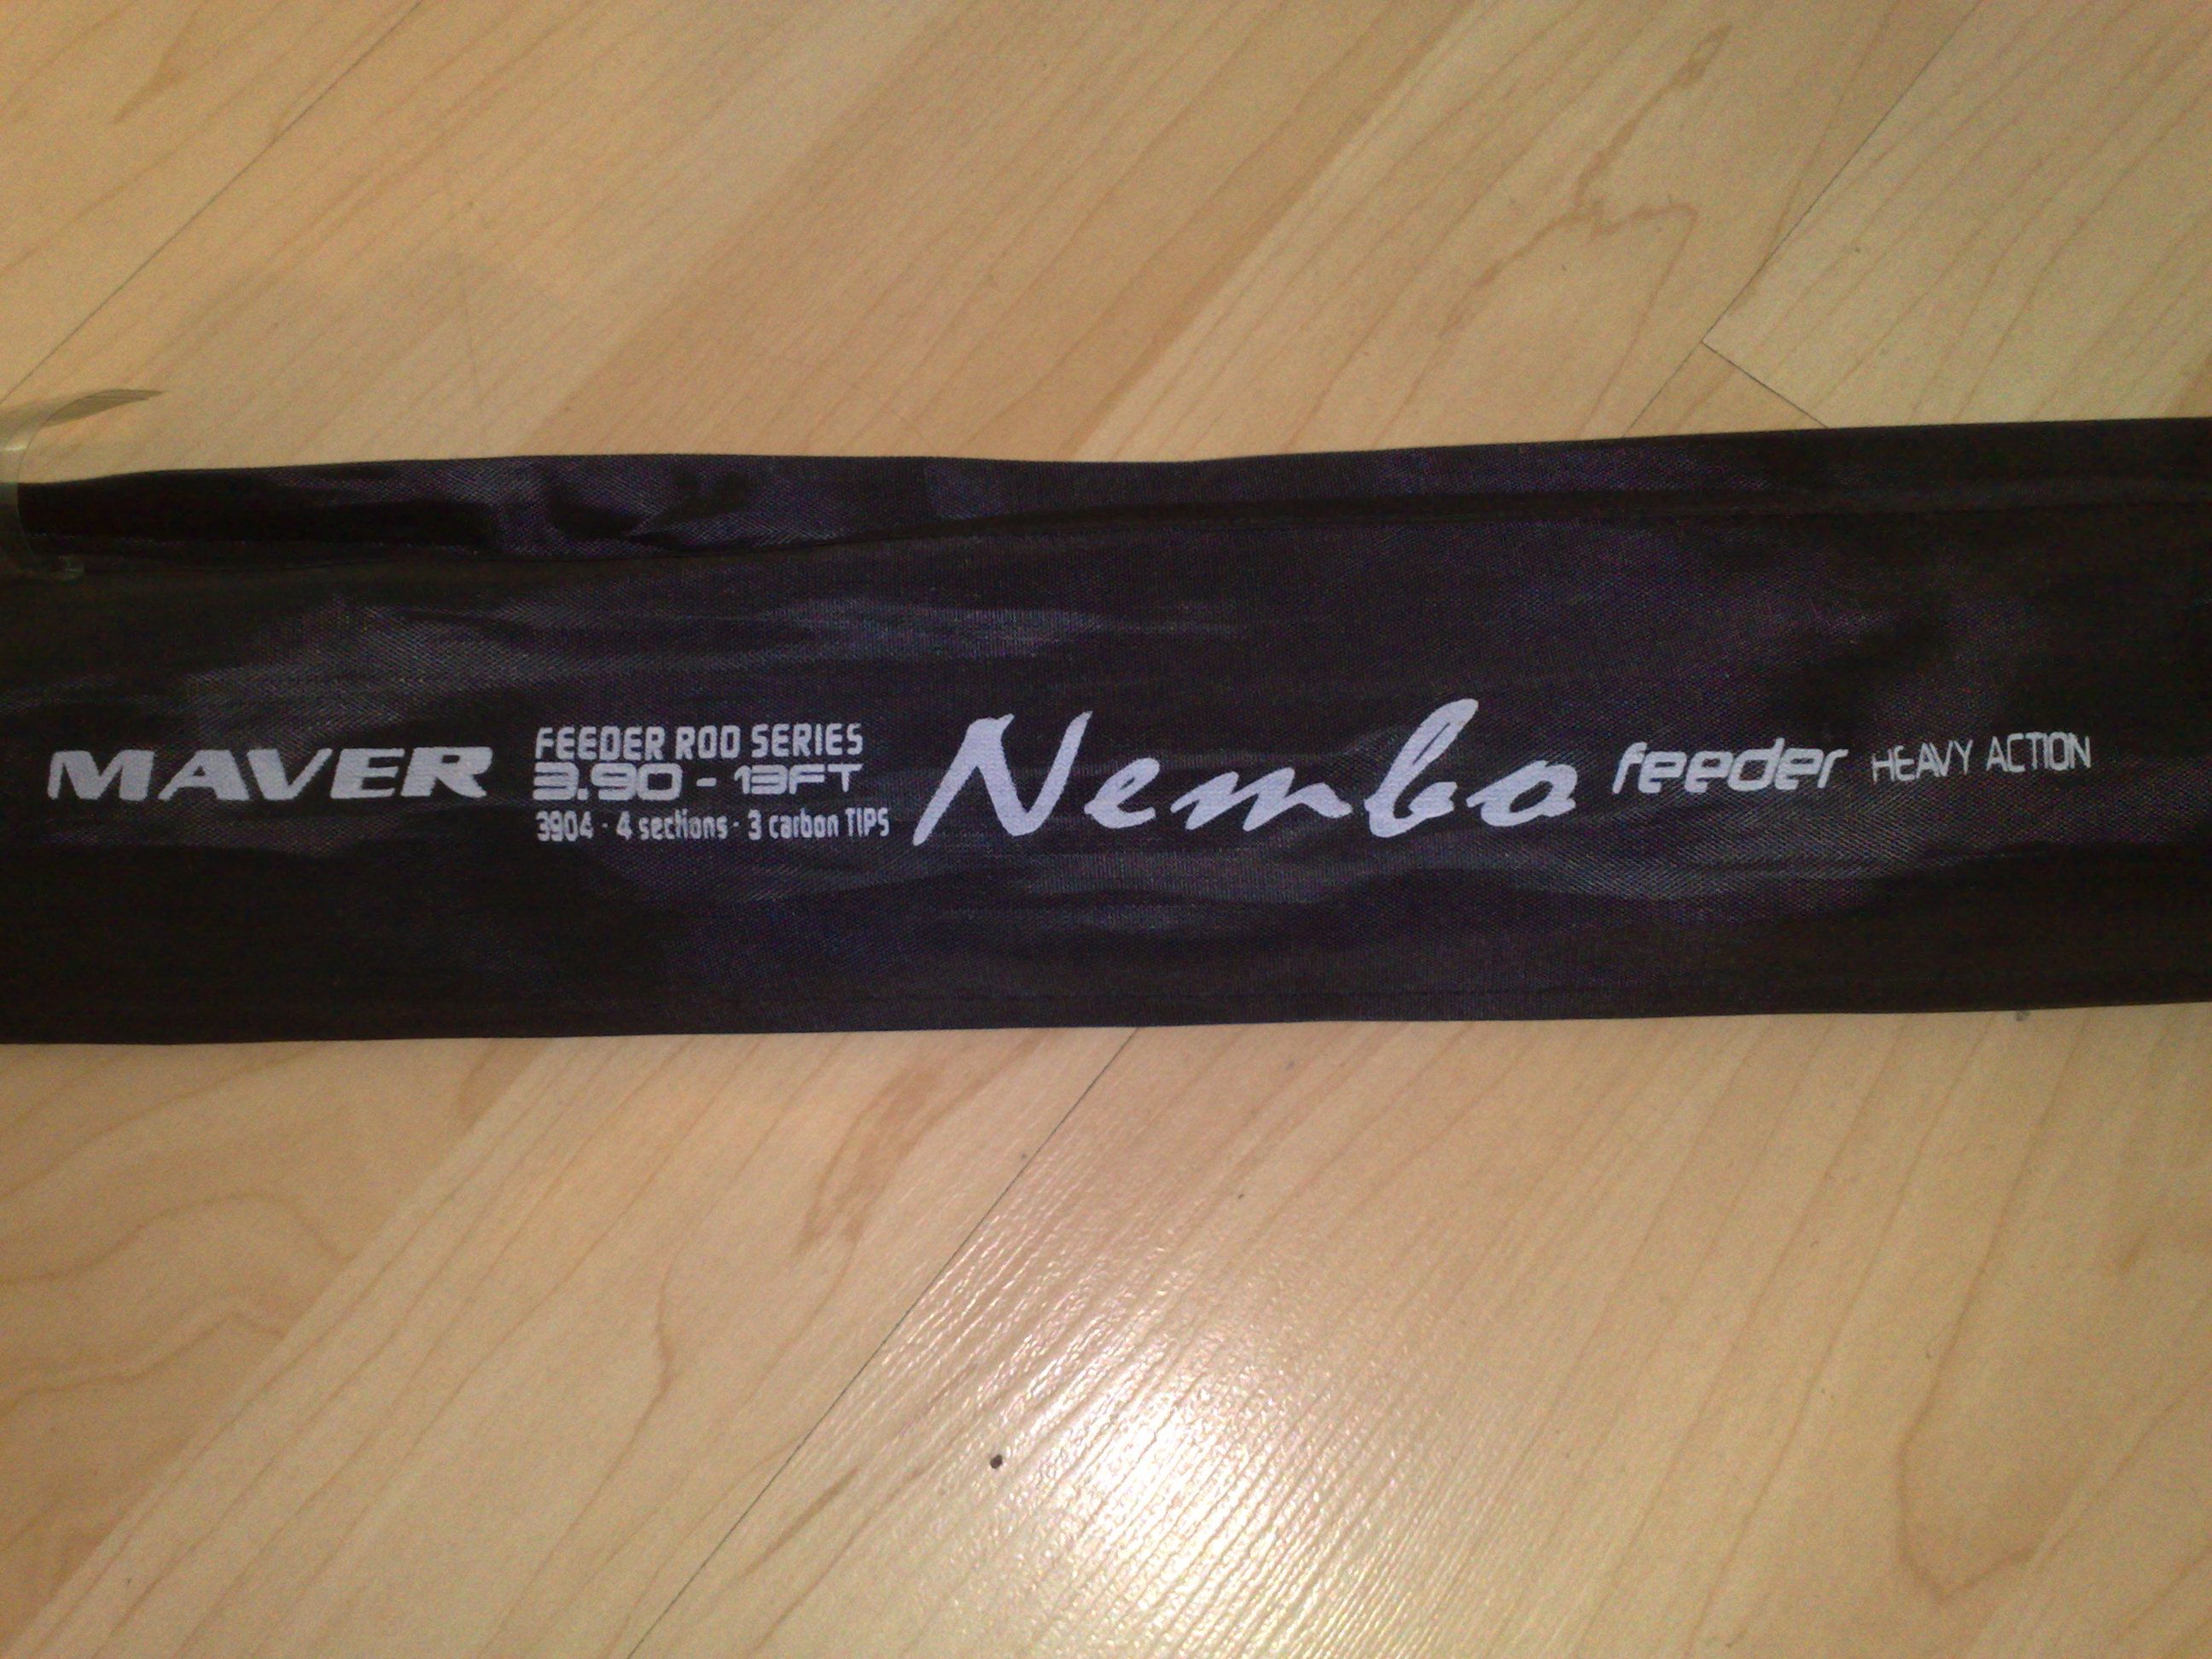 MAVER
FEEDER ROD SERIES
3.90 - 13FT
3904 - 4 sections - 3 carbon TIPS
Nembo feeder HEAVY ACTION